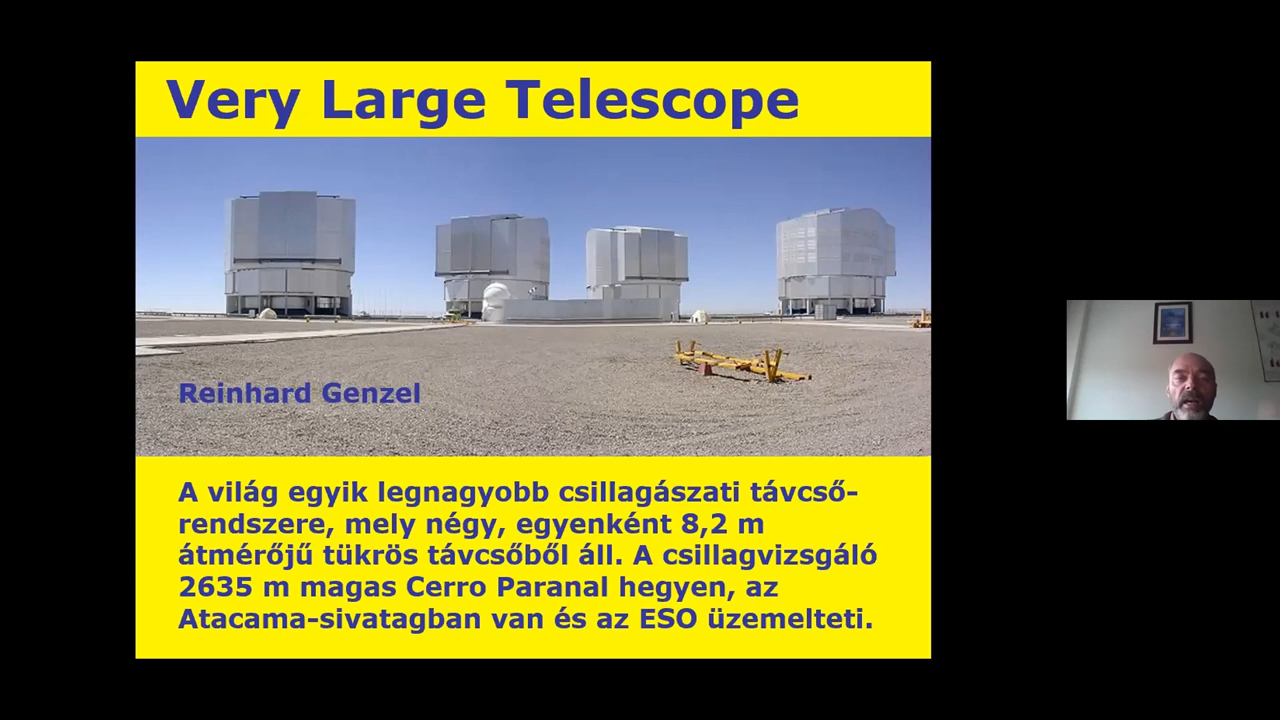 Very Large Telescope
Reinhard Genzel
A világ egyik legnagyobb csillagászati távcső-
rendszere, mely négy, egyenként 8,2 m
átmérőjű tükrös távcsőből áll. A csillagvizsgáló
2635 m magas Cerro Paranal hegyen, az
Atacama-sivatagban van és az ESO üzemelteti.